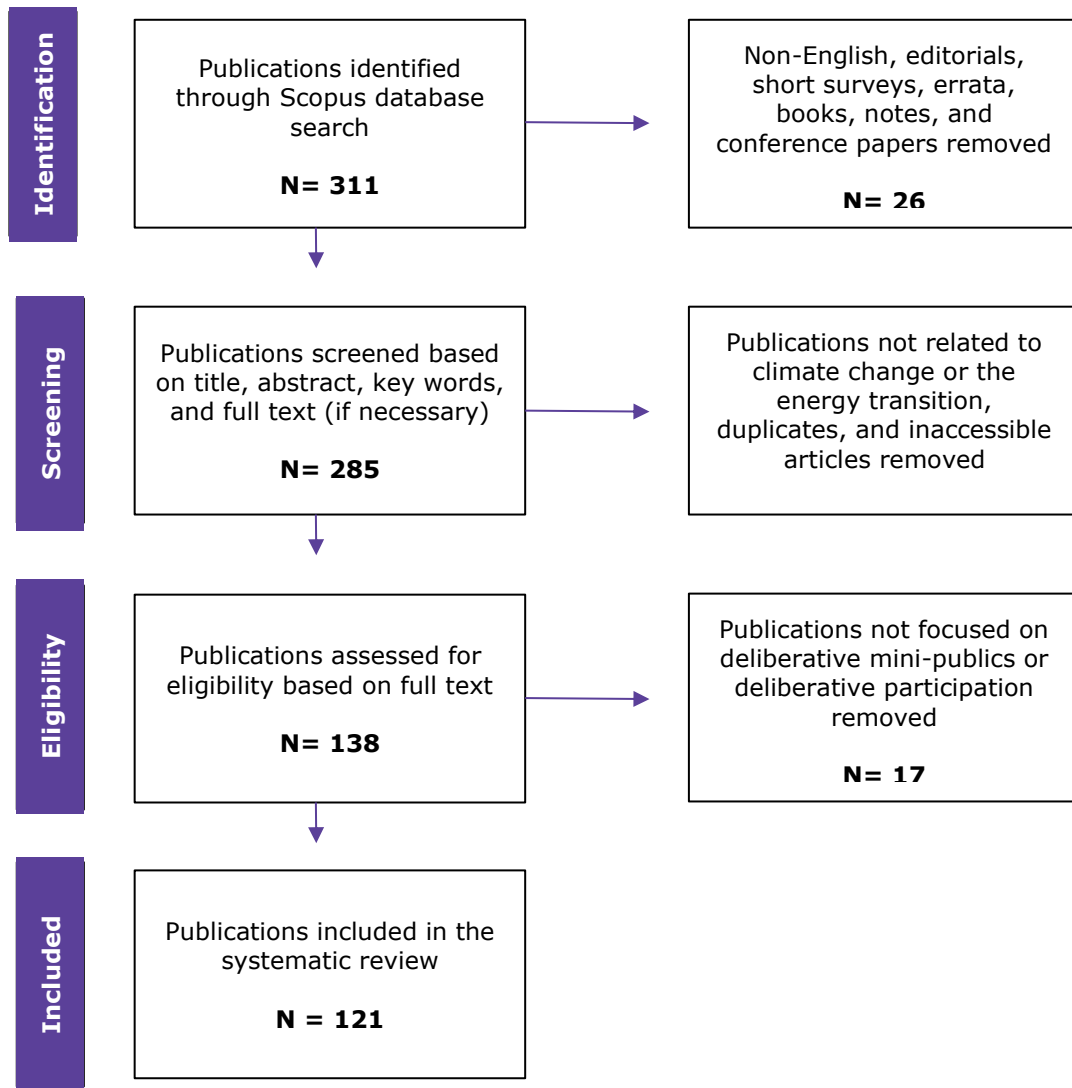 Identification
Publications identified
through Scopus database
search
N= 311
Non-English, editorials,
short surveys, errata,
books, notes, and
conference papers removed
N= 26
Screening
Publications screened based
on title, abstract, key words,
and full text (if necessary)
N= 285
Publications not related to
climate change or the
energy transition,
duplicates, and inaccessible
articles removed
Eligibility
Publications assessed for
eligibility based on full text
N= 138
Publications not focused on
deliberative mini-publics or
deliberative participation
removed
N= 17
Included
Publications included in the
systematic review
N = 121